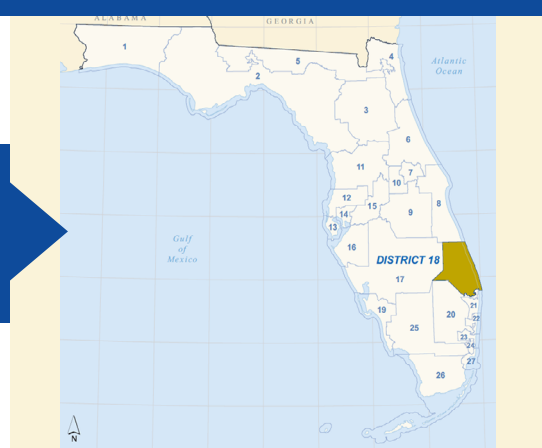 ALABAMA
GEORGIA
1
5
4
2
Atlantic
Ocean
3
6
11
7
10
12
15
14
9
8
13
16
Gulf
of
Mexico
DISTRICT 18
17
19
20
21
22
25
23
24
27
26
N